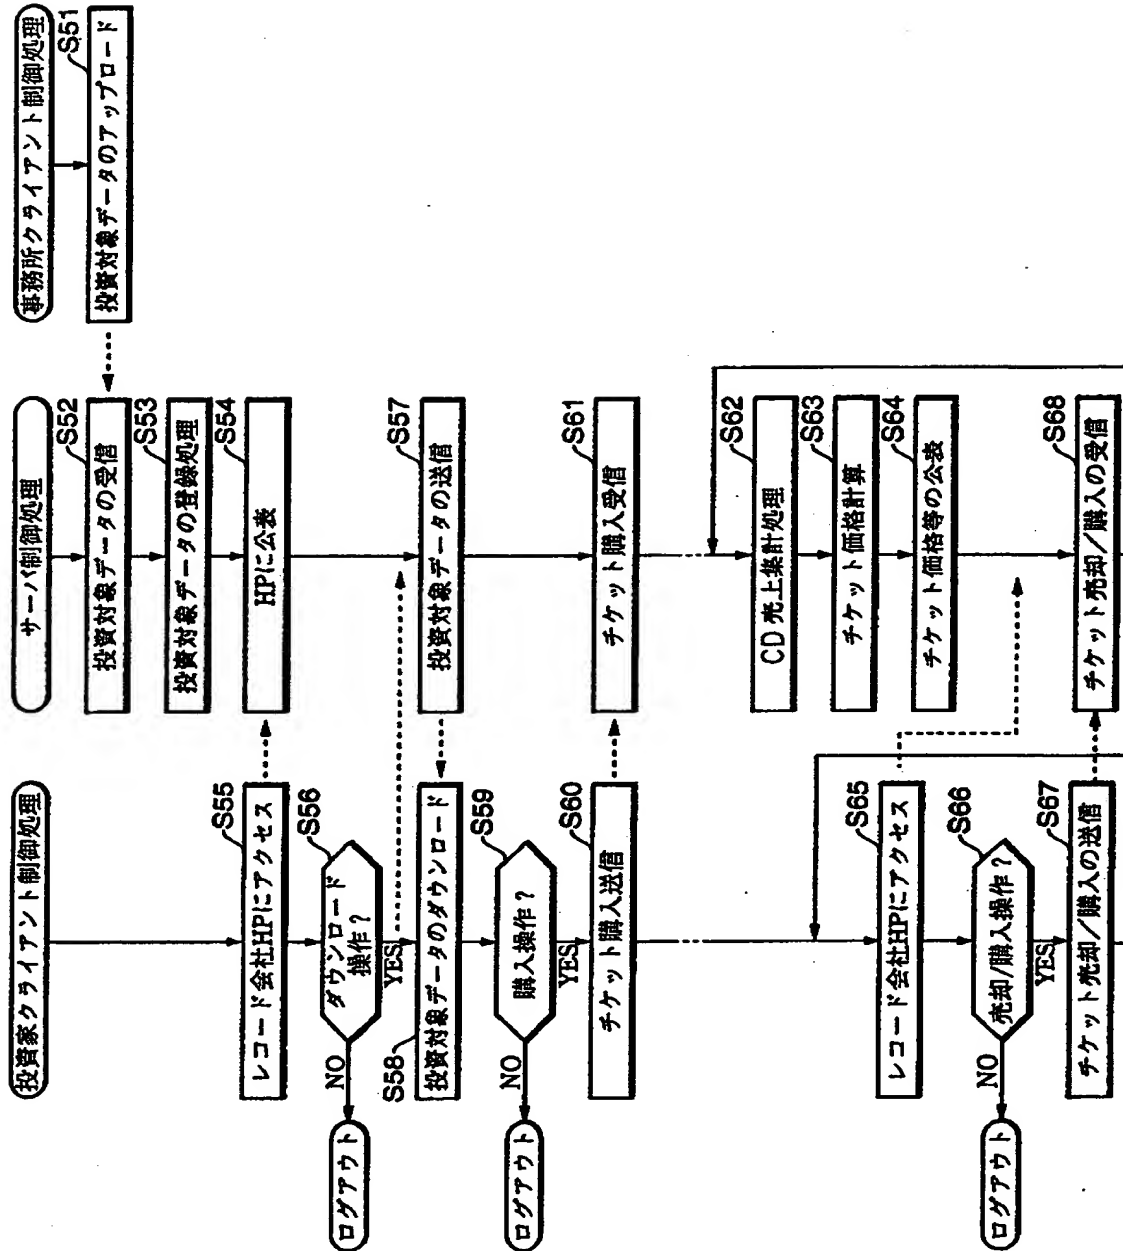 投資家クライアント制御処理
サーバ制御処理
事務所クライアント制御処理
S51
投資対象データのアップロード
S52
投資対象データの受信
S53
投資対象データの登録処理
S54
HPに公表
S55
レコード会社HPにアクセス
S56
ダウンロード
操作?
NO
ログアウト
YES
S57
投資対象データの送信
S58
投資対象データのダウンロード
S59
購入操作?
NO
ログアウト
YES
S60
チケット購入送信
S61
チケット購入受信
S62
CD売上集計処理
S63
チケット価格計算
S64
チケット価格等の公表
S65
レコード会社HPにアクセス
S66
売却/購入操作?
NO
ログアウト
YES
S67
チケット売却/購入の送信
S68
チケット売却/購入の受信